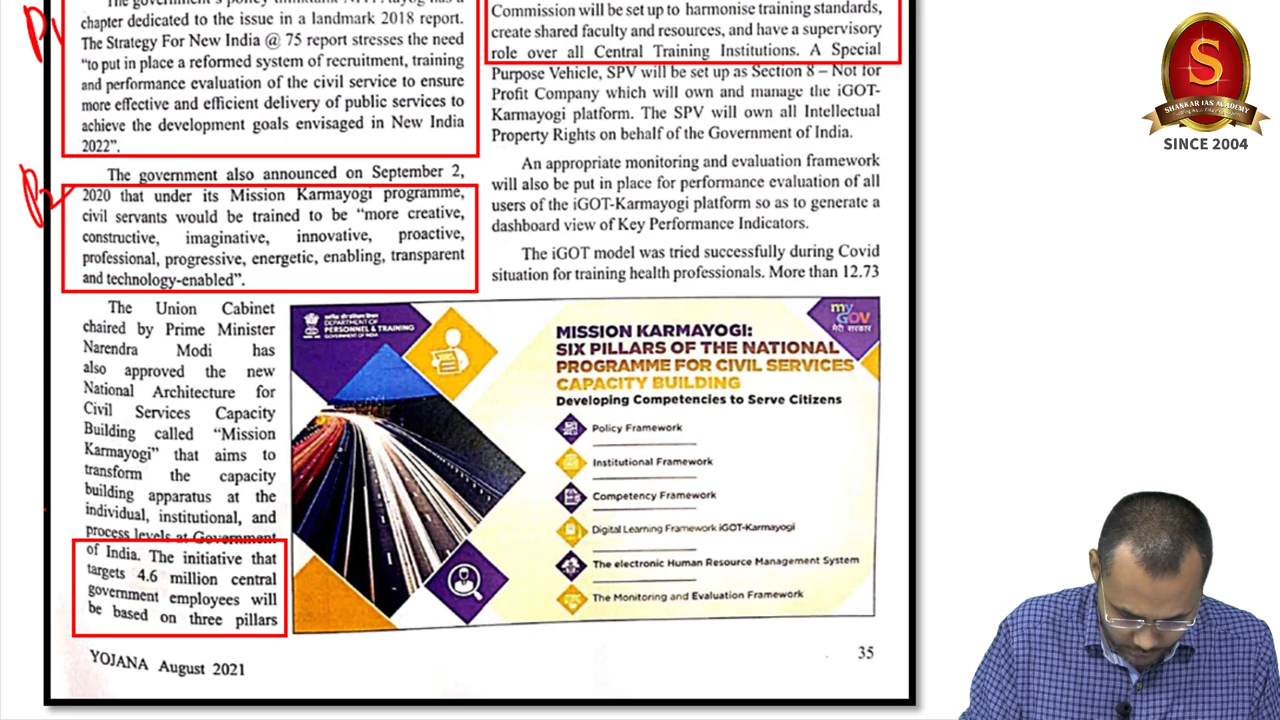 The government's policy thinktank NITI Aayog has a
chapter dedicated to the issue in a landmark 2018 report.
The Strategy For New India @ 75 report stresses the need
"to put in place a reformed system of recruitment, training
and performance evaluation of the civil service to ensure
more effective and efficient delivery of public services to
achieve the development goals envisaged in New India
2022".
The government also announced on September 2,
2020 that under its Mission Karmayogi programme,
civil servants would be trained to be "more creative,
constructive, imaginative, innovative, proactive,
professional, progressive, energetic, enabling, transparent
and technology-enabled".
The Union Cabinet
chaired by Prime Minister
Narendra Modi has
also approved the new
National Architecture for
Civil Services Capacity
Building called "Mission
Karmayogi" that aims to
transform the capacity
building apparatus at the
individual, institutional, and
process levels at Government
of India. The initiative that
targets 4.6 million central
government employees will
be based on three pillars
Commission will be set up to harmonise training standards,
create shared faculty and resources, and have a supervisory
role over all Central Training Institutions. A Special
Purpose Vehicle, SPV will be set up as Section 8 – Not for
Profit Company which will own and manage the iGOT-
Karmayogi platform. The SPV will own all Intellectual
Property Rights on behalf of the Government of India.
An appropriate monitoring and evaluation framework
will also be put in place for performance evaluation of all
users of the iGOT-Karmayogi platform so as to generate a
dashboard view of Key Performance Indicators.
The iGOT model was tried successfully during Covid
situation for training health professionals. More than 12.73
DEPARTMENT OF
PERSONNEL & TRAINING
GOVERNMENT OF INDIA
my
GOV
मेरी सरकार
MISSION KARMAYOGI:
SIX PILLARS OF THE NATIONAL
PROGRAMME FOR CIVIL SERVICES
CAPACITY BUILDING
Developing Competencies to Serve Citizens
Policy Framework
Institutional Framework
Competency Framework
Digital Learning Framework iGOT-Karmayogi
The electronic Human Resource Management System
The Monitoring and Evaluation Framework
YOJANA August 2021
35
S
SHANKAR IAS ACADEMY
SINCE 2004